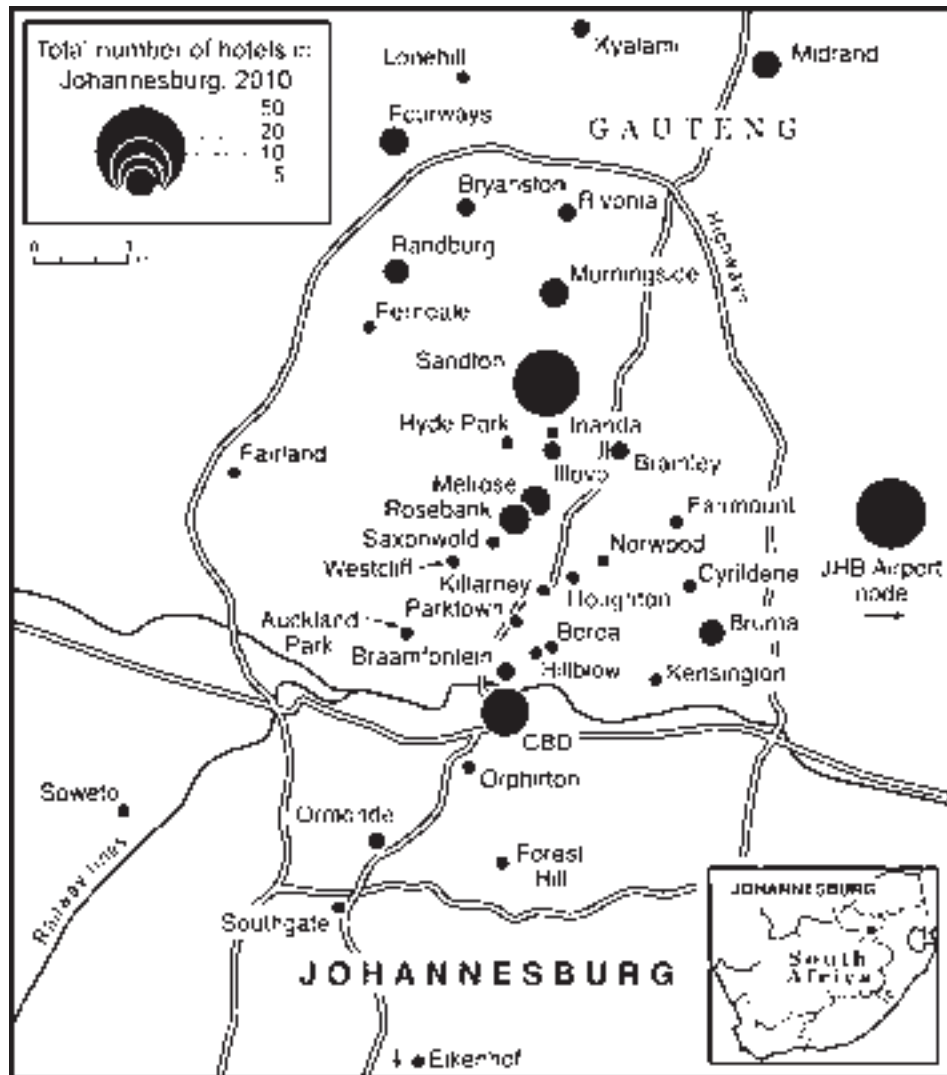 Total number of hotels in
Johannesburg, 2010
50
20
10
5
0
Kyalami
Lonehill
Midrand
Fourways
GAUTENG
Bryanston
Rivonia
Randburg
Highways
Morningside
Ferndale
Sandton
Hyde Park
Inanda
Illovo
Bramley
Fairland
Melrose
Rosebank
Fairmount
Saxonwold
Norwood
Westcliff
Killarney
Cyrildene
JHB Airport
node
Parktown
Houghton
Auckland
Park
Berea
Bruma
Braamfontein
Hillbrow
Kensington
CBD
Orphirton
Soweto
Ormonde
Forest
Hill
Railway lines
Southgate
JOHANNESBURG
Eikenhof
JOHANNESBURG
South
Africa